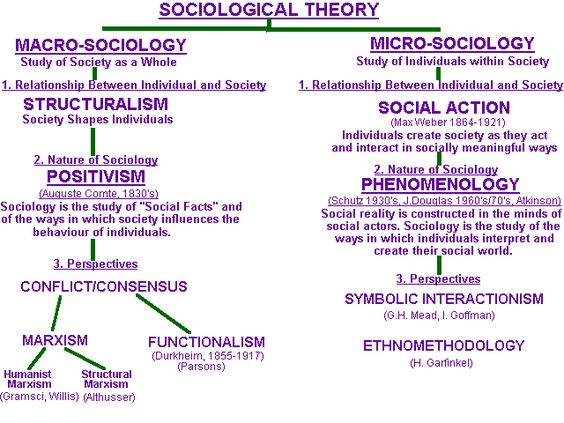 SOCIOLOGICAL THEORY
MACRO-SOCIOLOGY
Study of Society as a Whole
1. Relationship Between Individual and Society
STRUCTURALISM
Society Shapes Individuals
2. Nature of Sociology
POSITIVISM
(Auguste Comte, 1830's)
Sociology is the study of "Social Facts" and
of the ways in which society influences the
behaviour of individuals.
3. Perspectives
CONFLICT/CONSENSUS
MARXISM
FUNCTIONALISM
(Durkheim, 1855-1917)
(Parsons)
Humanist
Marxism
(Gramsci, Willis)
Structural
Marxism
(Althusser)
MICRO-SOCIOLOGY
Study of Individuals within Society
1. Relationship Between Individual and Society
SOCIAL ACTION
(Max Weber 1864-1921)
Individuals create society as they act
and interact in socially meaningful ways
2. Nature of Sociology
PHENOMENOLOGY
(Schutz 1930's, J.Douglas 1960's/70's, Atkinson)
Social reality is constructed in the minds of
social actors. Sociology is the study of the
ways in which individuals interpret and
create their social world.
3. Perspectives
SYMBOLIC INTERACTIONISM
(G.H. Mead, I. Goffman)
ETHNOMETHODOLOGY
(H. Garfinkel)